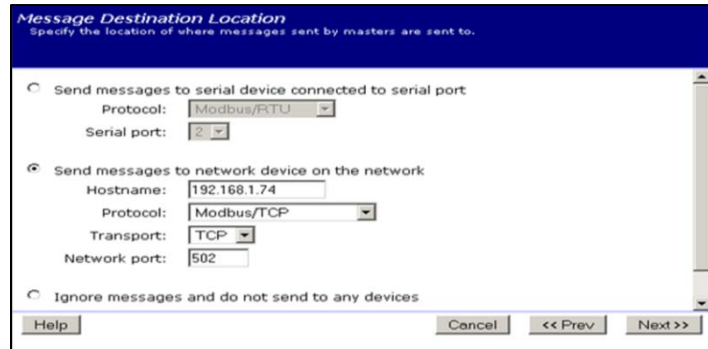 Message Destination Location
Specify the location of where messages sent by masters are sent to.
Send messages to serial device connected to serial port
Protocol: Modbus/RTU
Serial port: 2
Send messages to network device on the network
Hostname: 192.168.1.74
Protocol: Modbus/TCP
Transport: TCP
Network port: 502
Ignore messages and do not send to any devices
Help Cancel << Prev Next >>